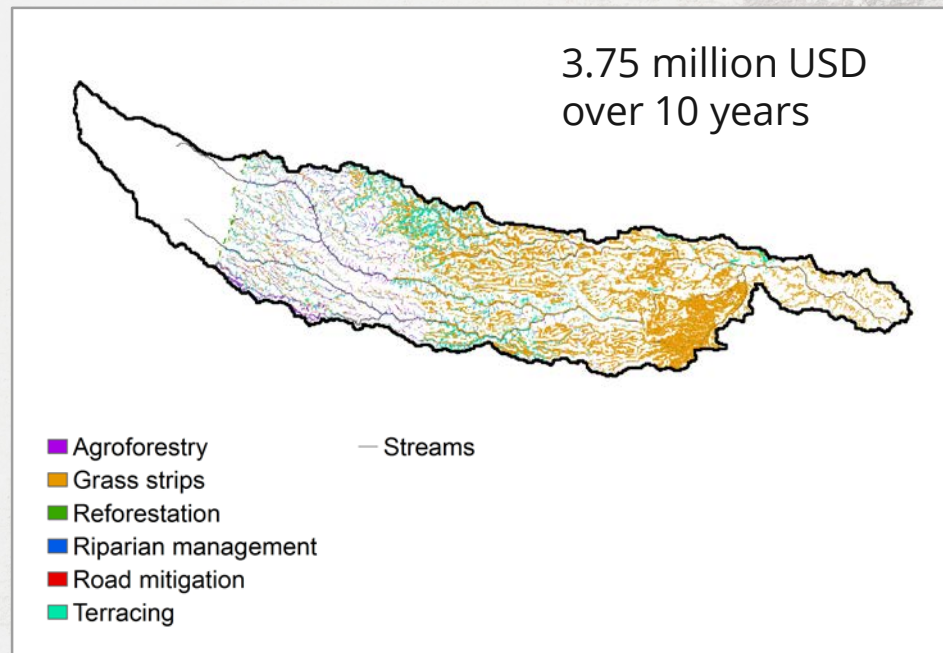 3.75 million USD
over 10 years
Agroforestry
Streams
Grass strips
Reforestation
Riparian management
Road mitigation
Terracing